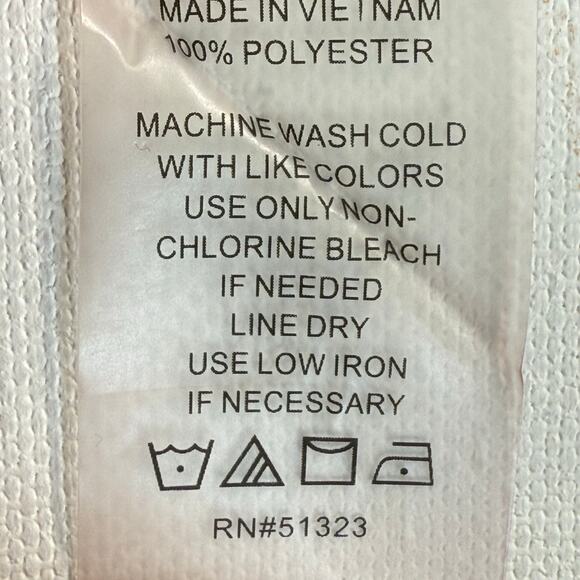 MADE IN VIETNAM
100% POLYESTER
MACHINE WASH COLD
WITH LIKE COLORS
USE ONLY NON-
CHLORINE BLEACH
IF NEEDED
LINE DRY
USE LOW IRON
IF NECESSARY
RN#51323